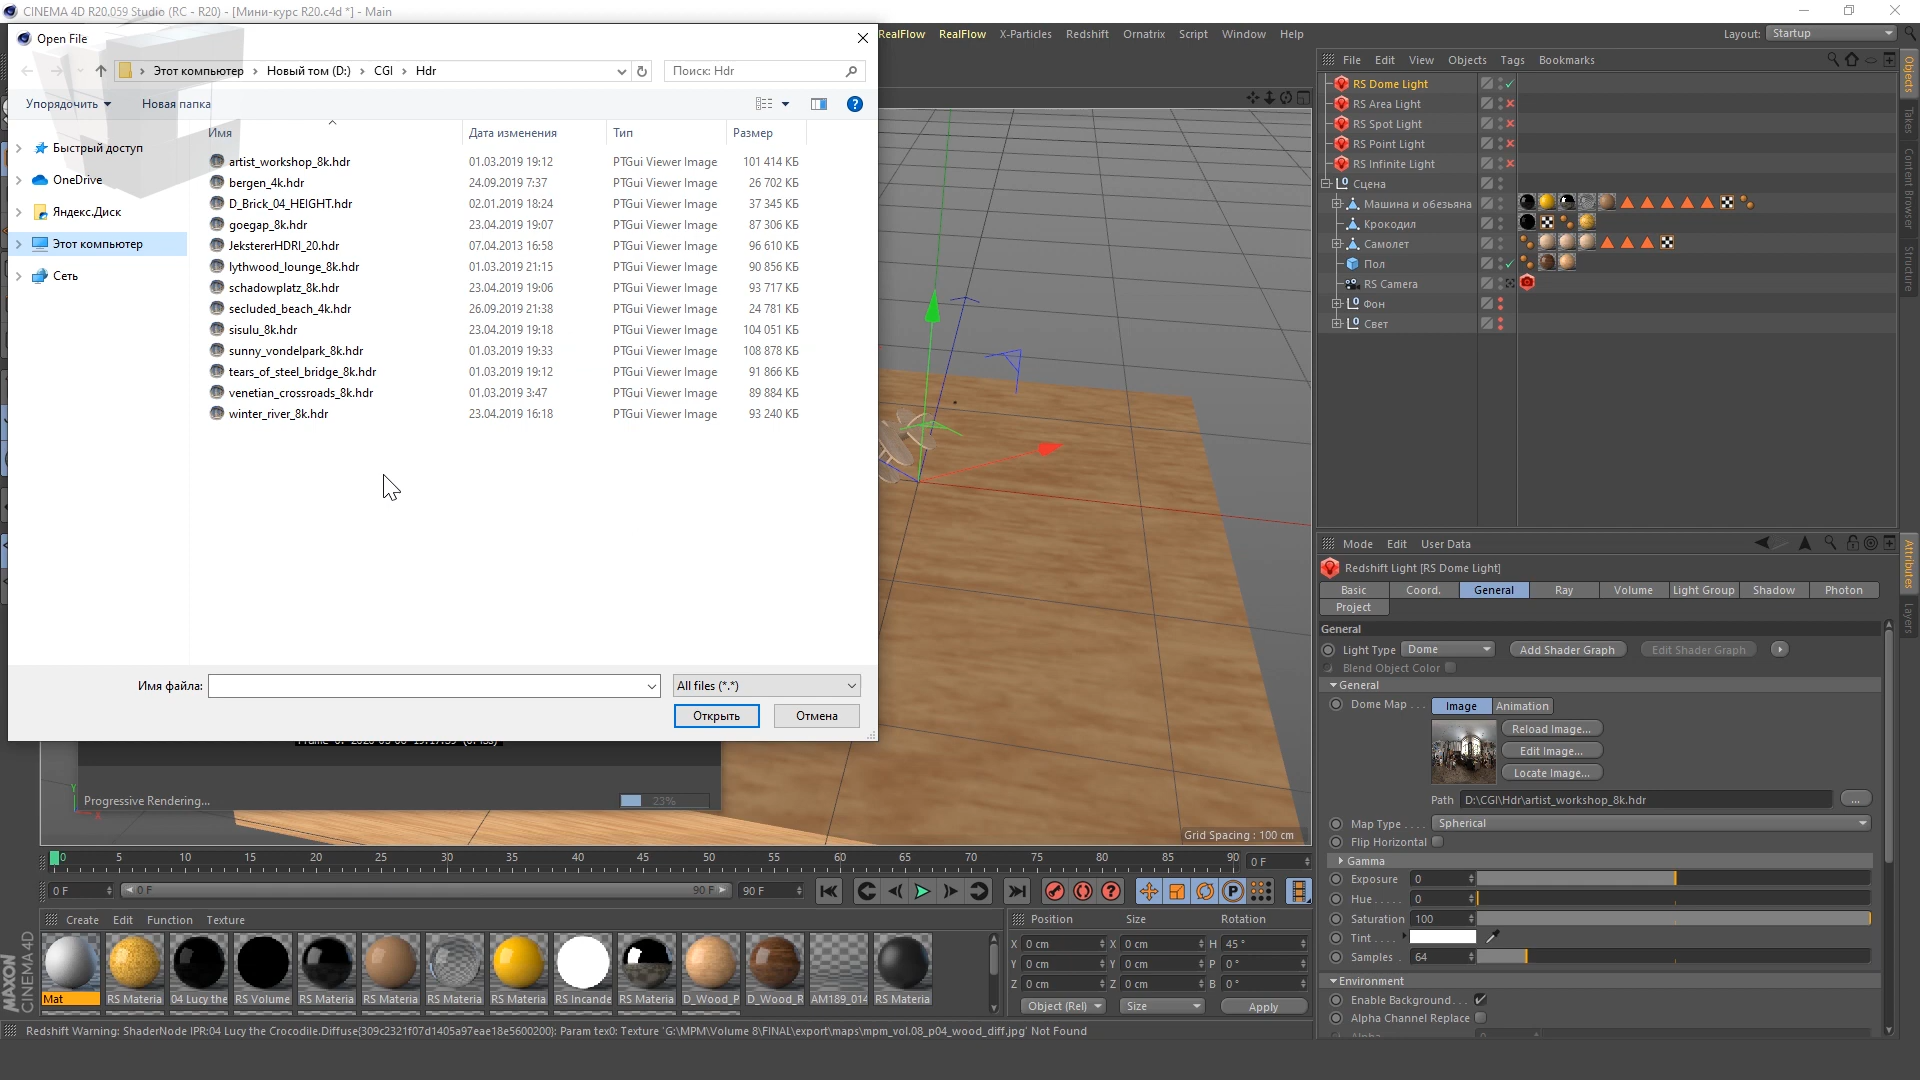 CINEMA 4D R20.059 Studio (RC - R20) - [Мини-курс R20.c4d *] - Main
Open File
RealFlow RealFlow X-Particles Redshift Ornatrix Script Window Help
Layout: Startup
Этот компьютер > Новый том (D:) > CGI > Hdr
Поиск: Hdr
Упорядочить Новая папка
Имя Дата изменения Тип Размер
Быстрый доступ
OneDrive
Яндекс.Диск
Этот компьютер
Сеть
artist_workshop_8k.hdr 01.03.2019 19:12 PTGui Viewer Image 101 414 КБ
bergen_4k.hdr 24.09.2019 7:37 PTGui Viewer Image 26 702 КБ
D_Brick_04_HEIGHT.hdr 02.01.2019 18:24 PTGui Viewer Image 37 345 КБ
goegap_8k.hdr 23.04.2019 19:07 PTGui Viewer Image 87 306 КБ
JekstererHDRI_20.hdr 07.04.2013 16:58 PTGui Viewer Image 96 610 КБ
lythwood_lounge_8k.hdr 01.03.2019 21:15 PTGui Viewer Image 90 856 КБ
schadowplatz_8k.hdr 23.04.2019 19:06 PTGui Viewer Image 93 717 КБ
secluded_beach_4k.hdr 26.09.2019 21:38 PTGui Viewer Image 24 781 КБ
sisulu_8k.hdr 23.04.2019 19:18 PTGui Viewer Image 104 051 КБ
sunny_vondelpark_8k.hdr 01.03.2019 19:33 PTGui Viewer Image 108 878 КБ
tears_of_steel_bridge_8k.hdr 01.03.2019 19:12 PTGui Viewer Image 91 866 КБ
venetian_crossroads_8k.hdr 01.03.2019 3:47 PTGui Viewer Image 89 884 КБ
winter_river_8k.hdr 23.04.2019 16:18 PTGui Viewer Image 93 240 КБ
Имя файла:
All files (*.*)
Открыть Отмена
Progressive Rendering...
23%
Grid Spacing : 100 cm
File Edit View Objects Tags Bookmarks
RS Dome Light
RS Area Light
RS Spot Light
RS Point Light
RS Infinite Light
Сцена
Машина и обезьяна
Крокодил
Самолет
Пол
RS Camera
Фон
Свет
Objects
Takes
Content Browser
Structure
Mode Edit User Data
Redshift Light [RS Dome Light]
Basic Coord. General Ray Volume Light Group Shadow Photon
Project
General
Light Type Dome Add Shader Graph Edit Shader Graph
Blend Object Color
General
Dome Map . . . Image Animation
Reload Image...
Edit Image...
Locate Image...
Path D:\CGI\Hdr\artist_workshop_8k.hdr ...
Map Type . . . . Spherical
Flip Horizontal
Gamma
Exposure 0
Hue . . . . . 0
Saturation 100
Tint . . . .
Samples . 64
Environment
Enable Background. . .
Alpha Channel Replace
Attributes
Layers
0 5 10 15 20 25 30 35 40 45 50 55 60 65 70 75 80 85 90 0 F
0 F 0 F 90 F 90 F
Create Edit Function Texture
Mat RS Materia 04 Lucy the RS Volume RS Materia RS Materia RS Materia RS Materia RS Incande RS Materia D_Wood_P D_Wood_R AM189_014 RS Materia
Position Size Rotation
X 0 cm X 0 cm H 45 °
Y 0 cm Y 0 cm P 0 °
Z 0 cm Z 0 cm B 0 °
Object (Rel) Size Apply
MAXON
CINEMA 4D
Redshift Warning: ShaderNode IPR:04 Lucy the Crocodile.Diffuse{309c2321f07d1405a97eae18e5600200}: Param tex0: Texture 'G:\MPM\Volume 8\FINAL\export\maps\mpm_vol.08_p04_wood_diff.jpg' Not Found